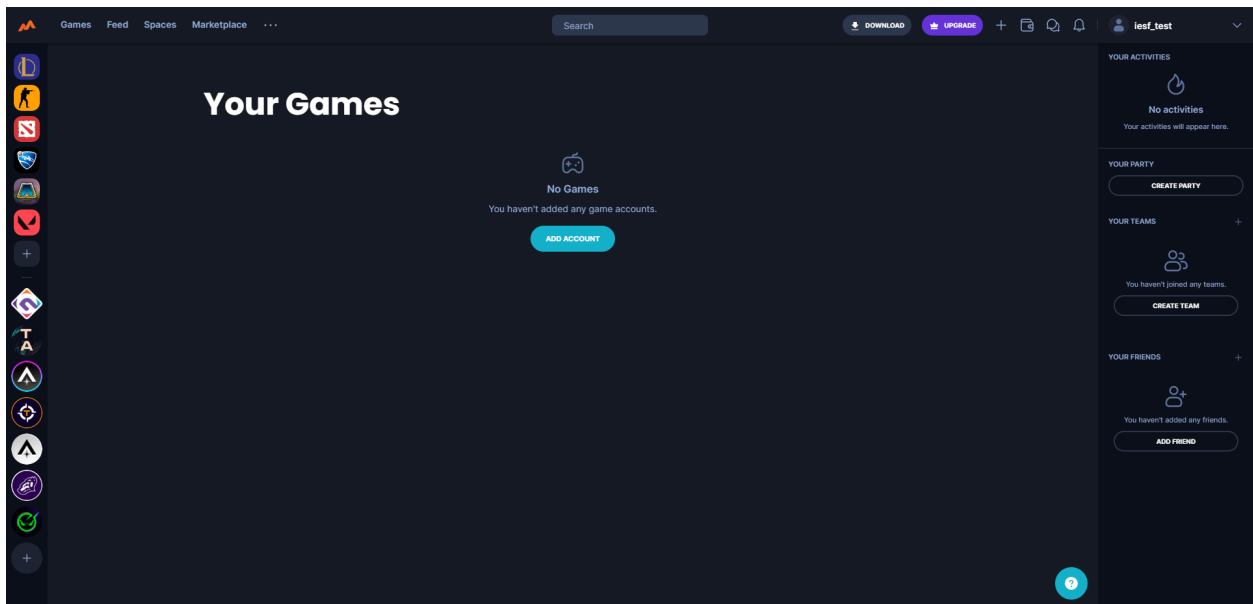 Games Feed Spaces Marketplace ...
Search
DOWNLOAD
UPGRADE
iesf_test
Your Games
No Games
You haven't added any game accounts.
ADD ACCOUNT
T
A
YOUR ACTIVITIES
No activities
Your activities will appear here.
YOUR PARTY
CREATE PARTY
YOUR TEAMS
You haven't joined any teams.
CREATE TEAM
YOUR FRIENDS
You haven't added any friends.
ADD FRIEND